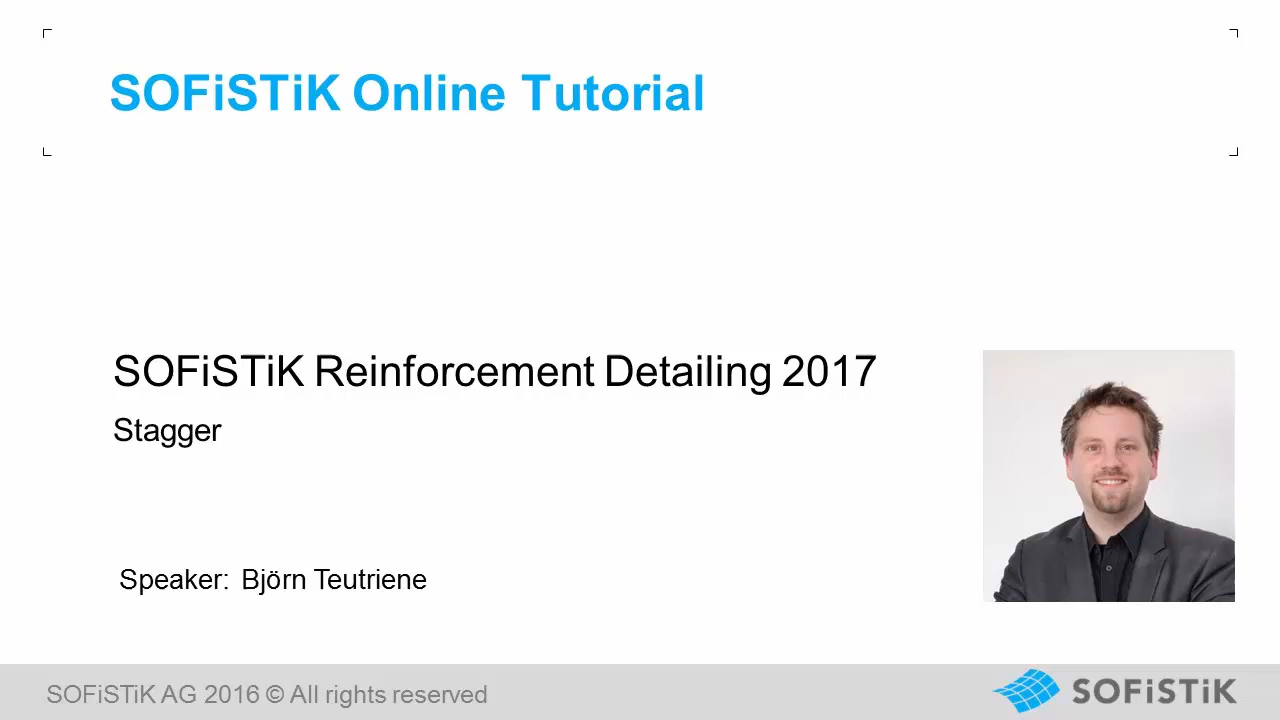 SOFiSTiK Online Tutorial
SOFiSTiK Reinforcement Detailing 2017
Stagger
Speaker: Björn Teutriene
SOFiSTiK AG 2016 © All rights reserved
SOFiSTiK